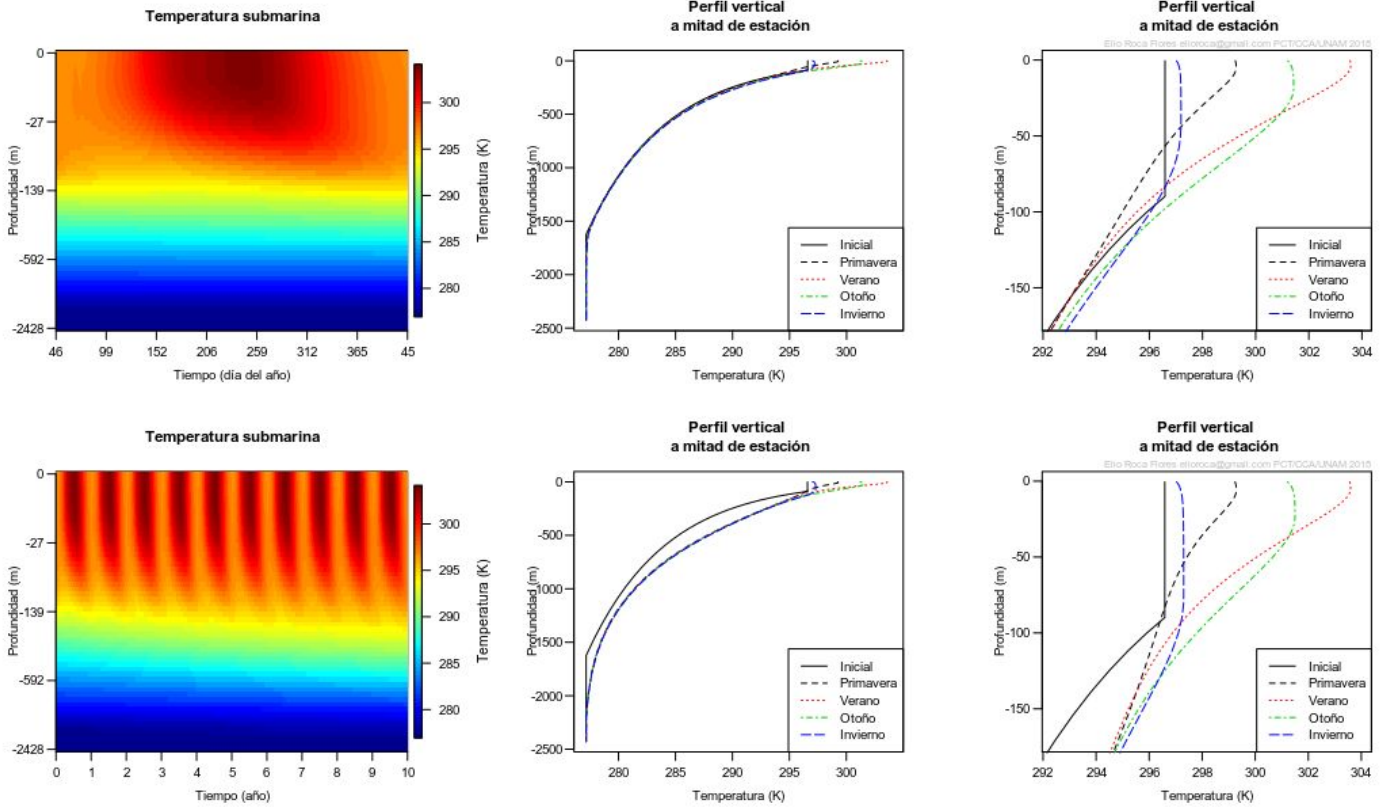 Temperatura submarina
0
-27
-139
-592
-2428
Profundidad (m)
46
99
152
206
259
312
365
45
Tiempo (día del año)
300
295
290
285
280
Temperatura (K)
Perfil vertical
a mitad de estación
0
-500
-1000
-1500
-2000
-2500
Profundidad (m)
280
285
290
295
300
Temperatura (K)
Inicial
Primavera
Verano
Otoño
Invierno
Perfil vertical
a mitad de estación
Elio Roca Flores elioroca@gmail.com PCT/CCA/UNAM 2015
0
-50
-100
-150
Profundidad (m)
292
294
296
298
300
302
304
Temperatura (K)
Inicial
Primavera
Verano
Otoño
Invierno
Temperatura submarina
0
-27
-139
-592
-2428
Profundidad (m)
0
1
2
3
4
5
6
7
8
9
10
Tiempo (año)
300
295
290
285
280
Temperatura (K)
Perfil vertical
a mitad de estación
0
-500
-1000
-1500
-2000
-2500
Profundidad (m)
280
285
290
295
300
Temperatura (K)
Inicial
Primavera
Verano
Otoño
Invierno
Perfil vertical
a mitad de estación
Elio Roca Flores elioroca@gmail.com PCT/CCA/UNAM 2015
0
-50
-100
-150
Profundidad (m)
292
294
296
298
300
302
304
Temperatura (K)
Inicial
Primavera
Verano
Otoño
Invierno